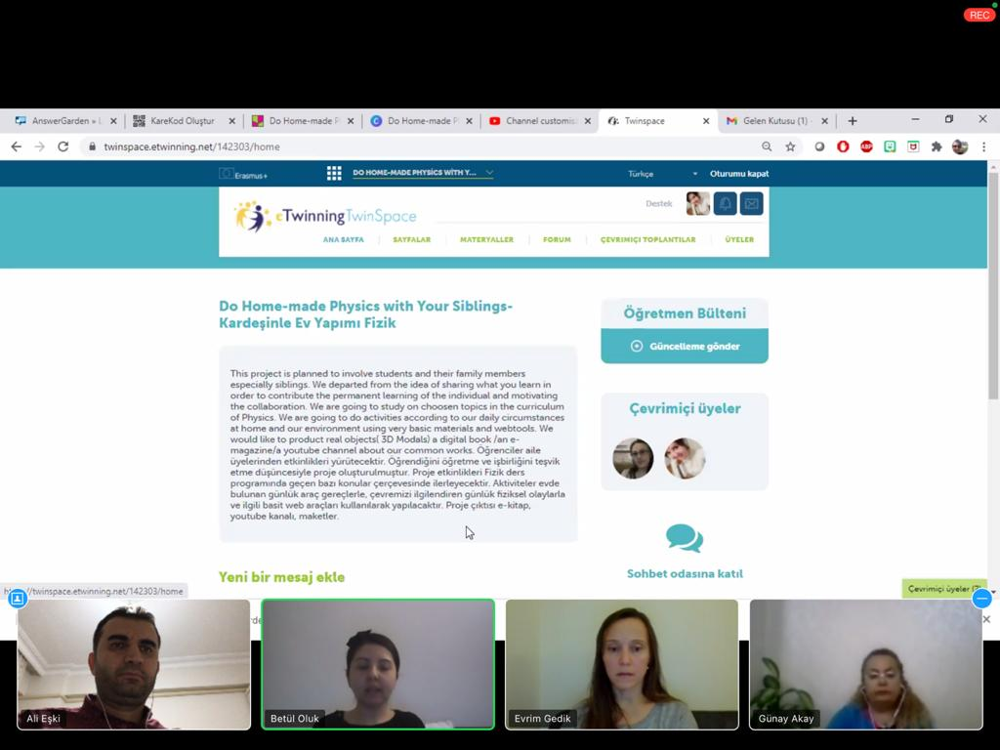 REC
AnswerGarden » L
KareKod Oluştur
Do Home-made P
Do Home-made P
Channel customis
Twinspace
Gelen Kutusu (1) -
twinspace.etwinning.net/142303/home
ABP
Erasmus+
DO HOME-MADE PHYSICS WITH Y...
Türkçe
Oturumu kapat
eTwinningTwinSpace
Destek
ANA SAYFA
SAYFALAR
MATERYALLER
FORUM
ÇEVRIMIÇI TOPLANTILAR
ÜYELER
Do Home-made Physics with Your Siblings-
Kardeşinle Ev Yapımı Fizik
This project is planned to involve students and their family members
especially siblings. We departed from the idea of sharing what you learn in
order to contribute the permanent learning of the individual and motivating
the collaboration. We are going to study on choosen topics in the curriculum
of Physics. We are going to do activities according to our daily circumstances
at home and our environment using very basic materials and webtools. We
would like to product real objects( 3D Modals) a digital book /an e-
magazine/a youtube channel about our common works. Öğrenciler aile
üyelerinden etkinlikleri yürütecektir. Öğrendiğini öğretme ve işbirliğini teşvik
etme düşüncesiyle proje oluşturulmuştur. Proje etkinlikleri Fizik ders
programında geçen bazı konular çerçevesinde ilerleyecektir. Aktiviteler evde
bulunan günlük araç gereçlerle, çevremizi ilgilendiren günlük fiziksel olaylarla
ve ilgili basit web araçları kullanılarak yapılacaktır. Proje çıktısı e-kitap,
youtube kanalı, maketler.
Öğretmen Bülteni
Güncelleme gönder
Çevrimiçi üyeler
Sohbet odasına katıl
Yeni bir mesaj ekle
Çevrimiçi üyeler
twinspace.etwinning.net/142303/home
Ali Eşki
Betül Oluk
Evrim Gedik
Günay Akay